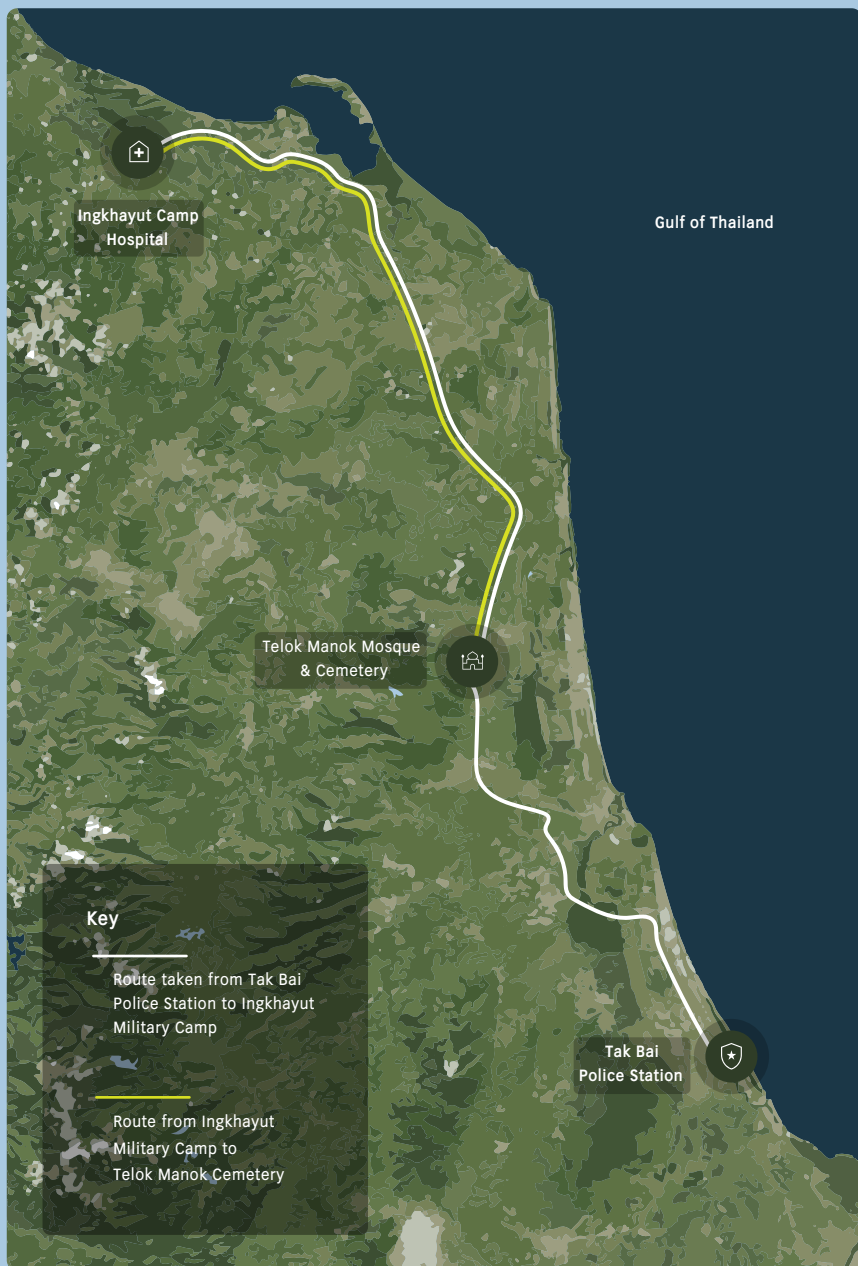 Ingkhayut Camp
Hospital
Gulf of Thailand
Telok Manok Mosque
& Cemetery
Key
Route taken from Tak Bai
Police Station to Ingkhayut
Military Camp
Tak Bai
Police Station
Route from Ingkhayut
Military Camp to
Telok Manok Cemetery